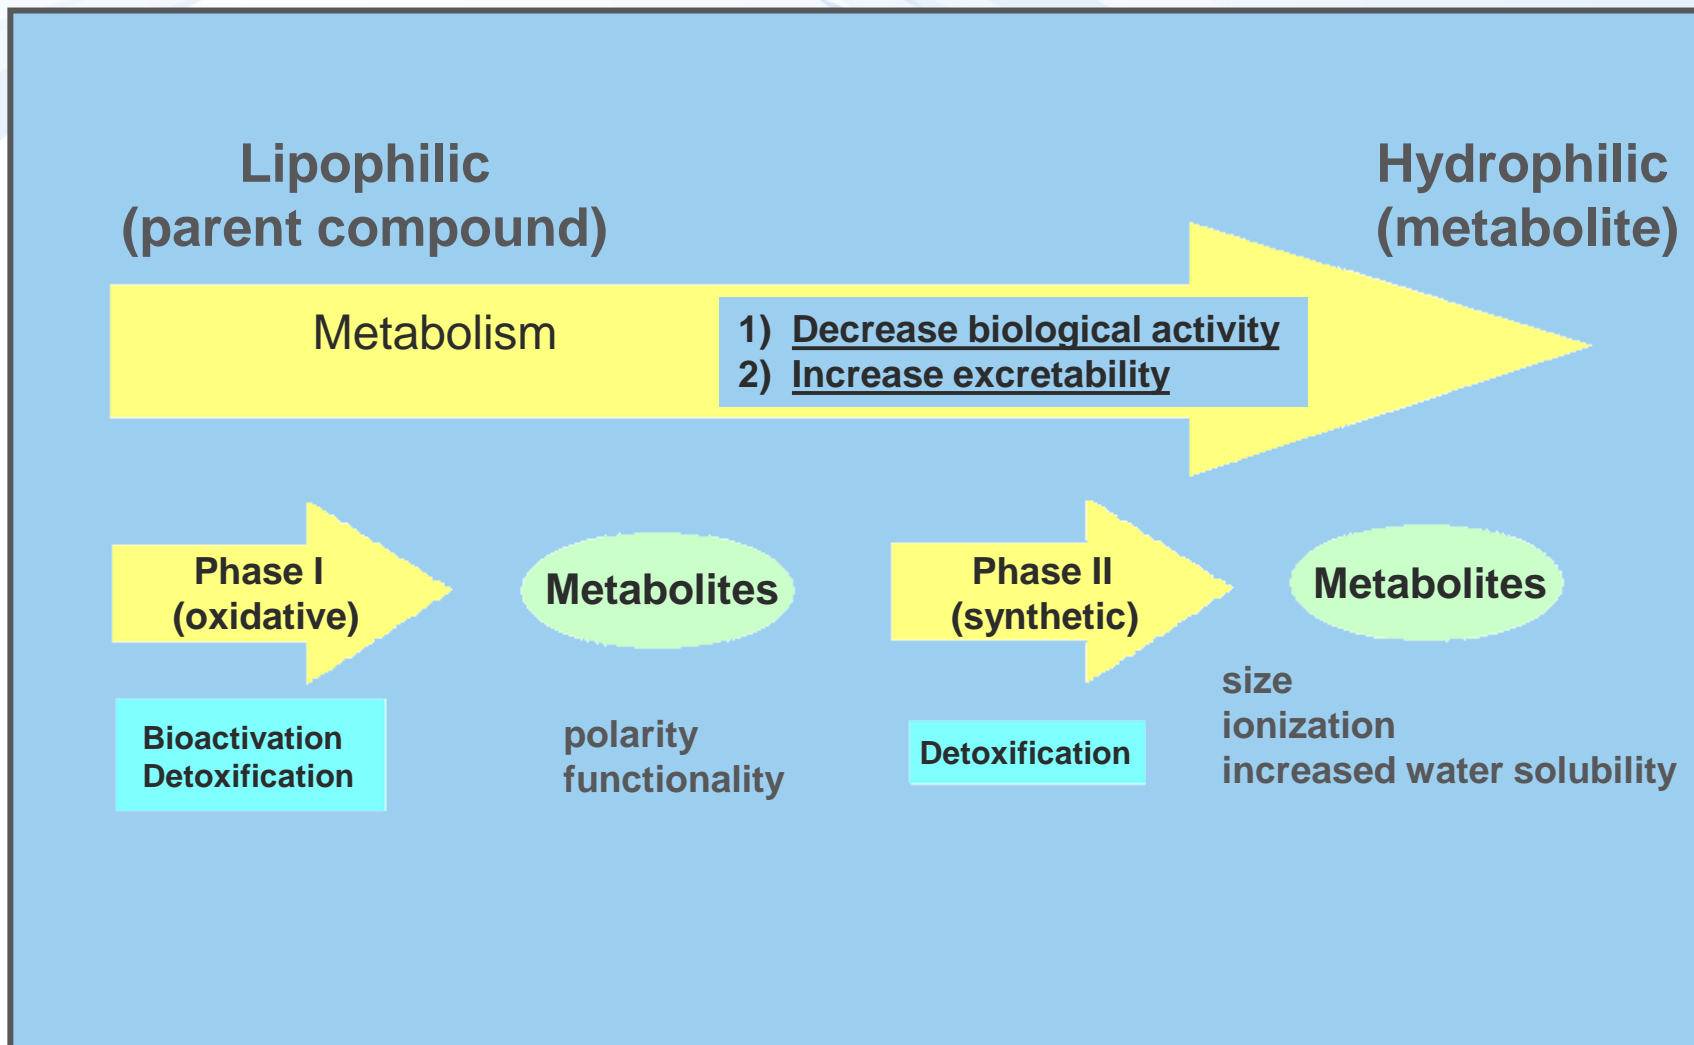 Lipophilic
(parent compound)
Hydrophilic
(metabolite)
Metabolism
1) Decrease biological activity
2) Increase excretability
Phase I
(oxidative)
Metabolites
Phase II
(synthetic)
Metabolites
Bioactivation
Detoxification
polarity
functionality
Detoxification
size
ionization
increased water solubility